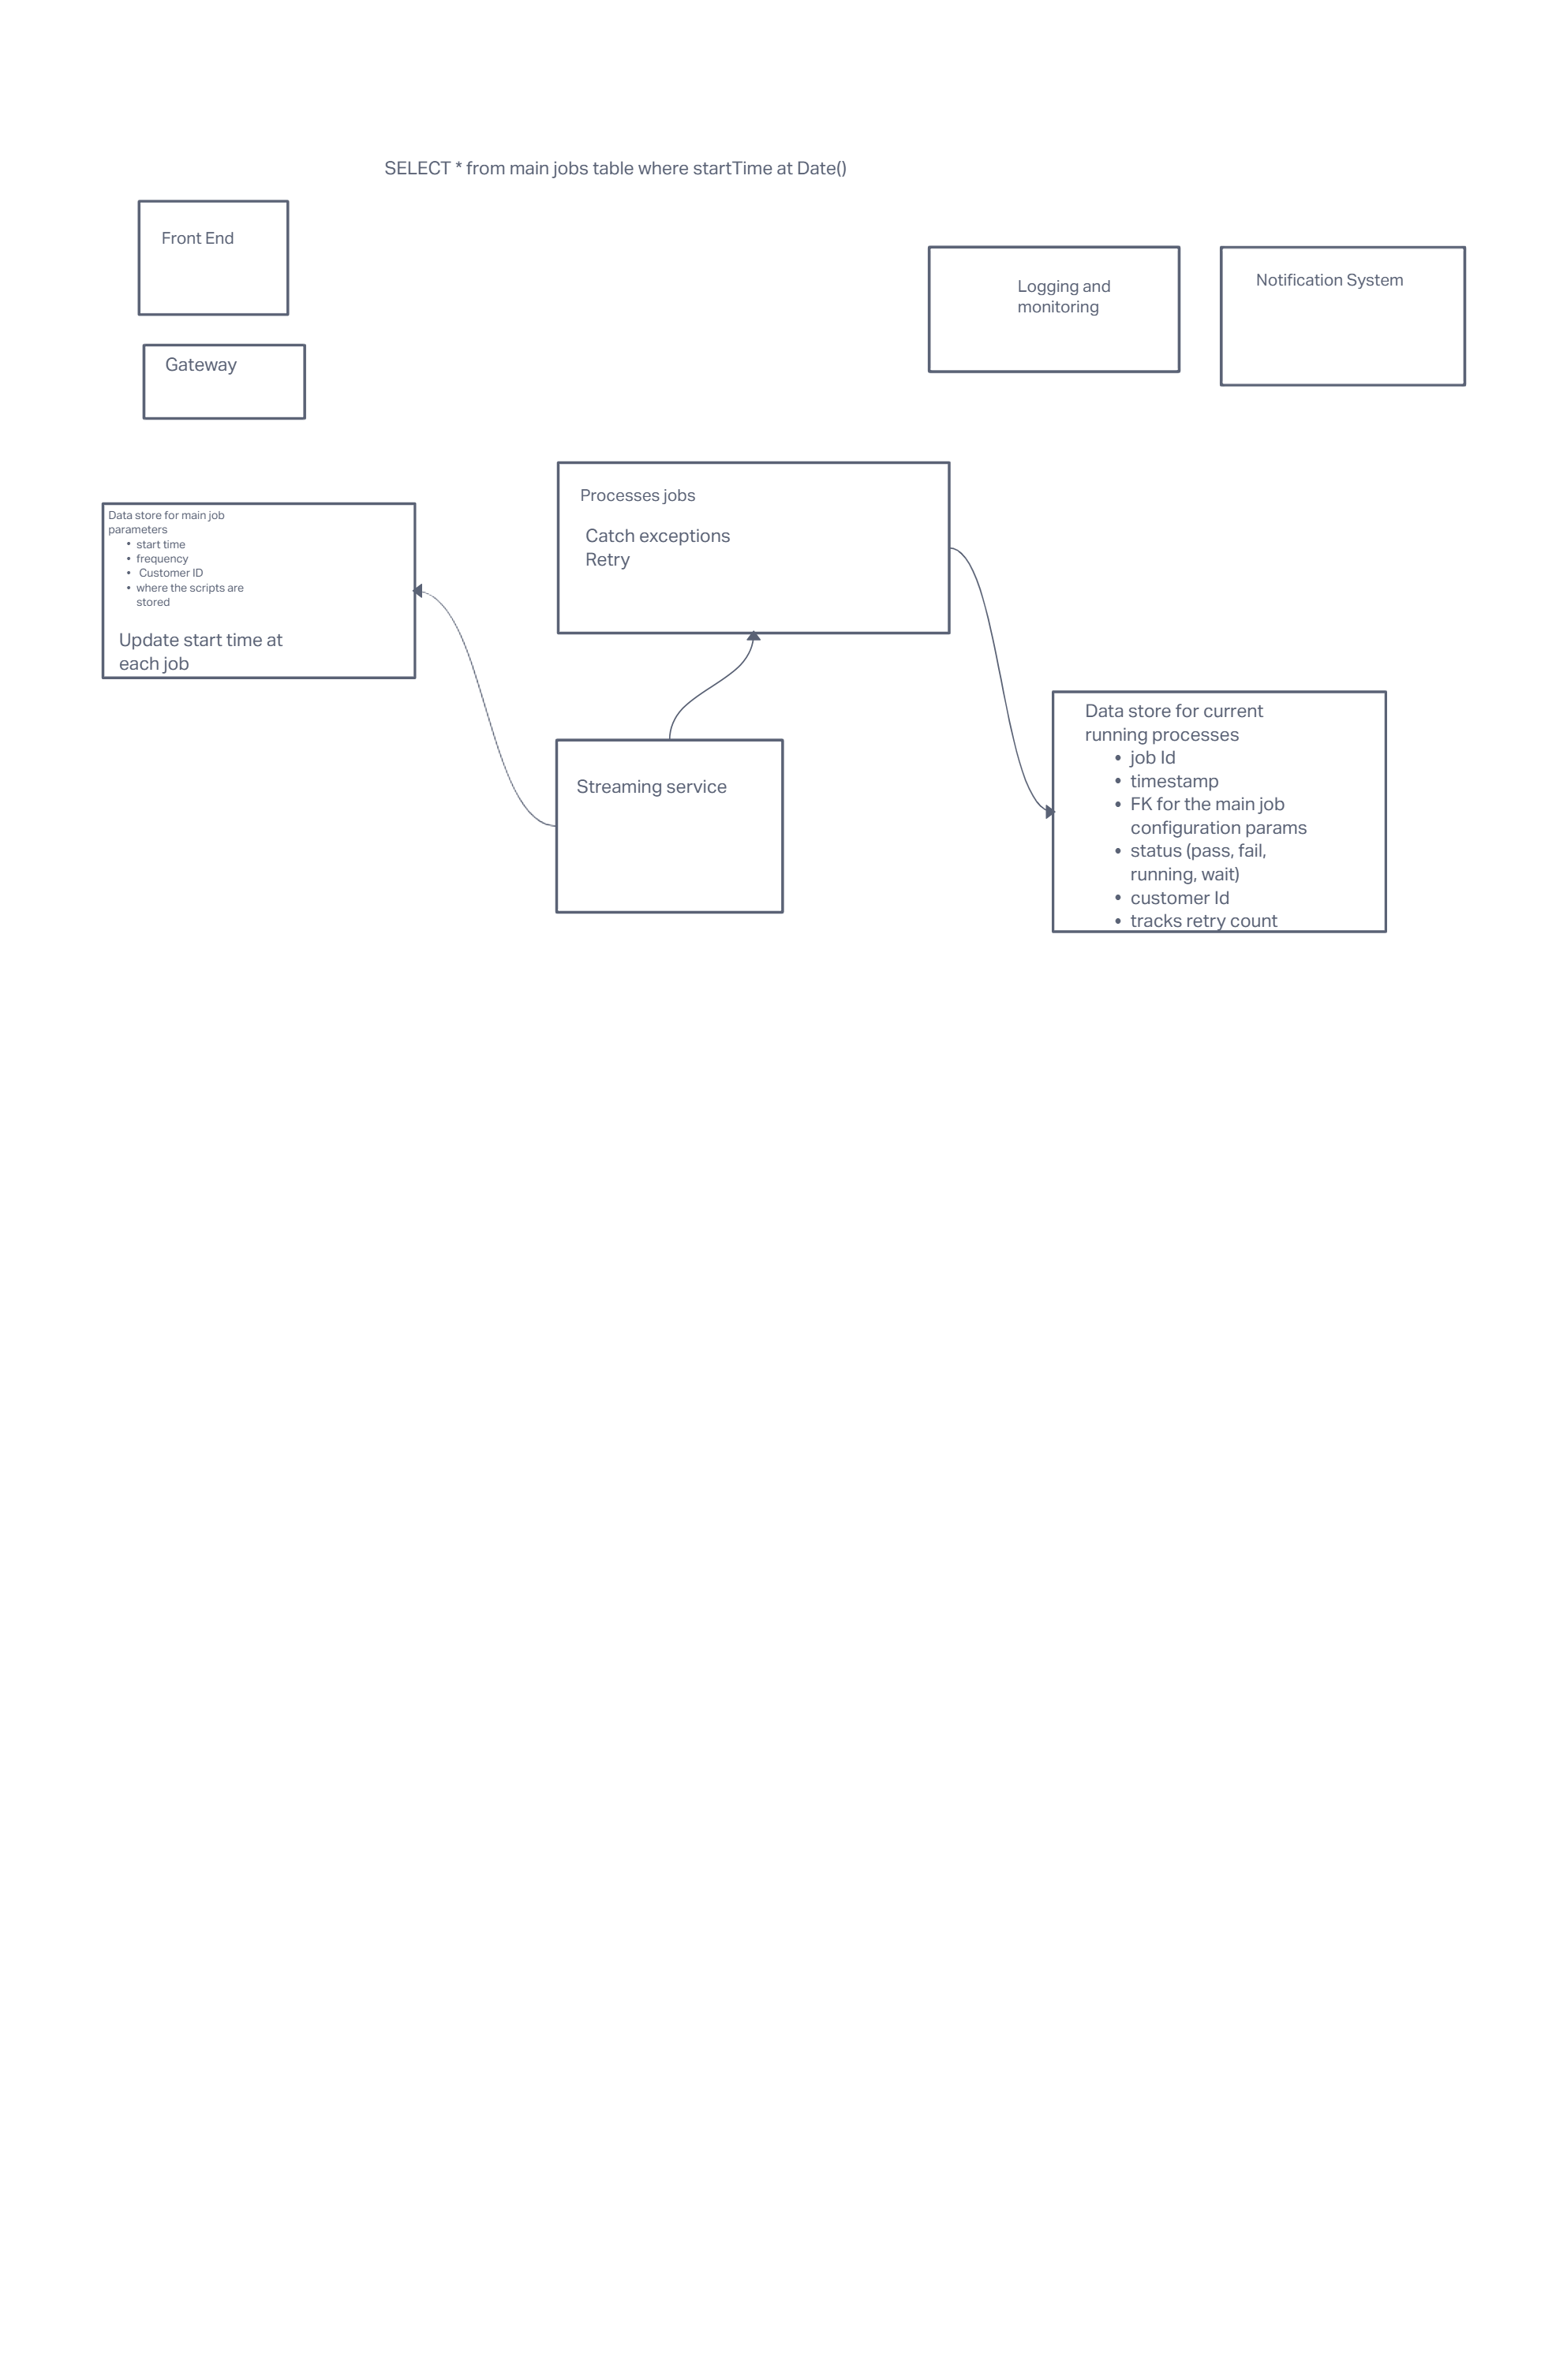 SELECT * from main jobs table where startTime at Date()
Front End
Logging and
monitoring
Notification System
Gateway
Processes jobs
Catch exceptions
Retry
Data store for main job
parameters
• start time
• frequency
• Customer ID
• where the scripts are
stored
Update start time at
each job
Streaming service
Data store for current
running processes
• job Id
• timestamp
• FK for the main job
configuration params
• status (pass, fail,
running, wait)
• customer Id
• tracks retry count